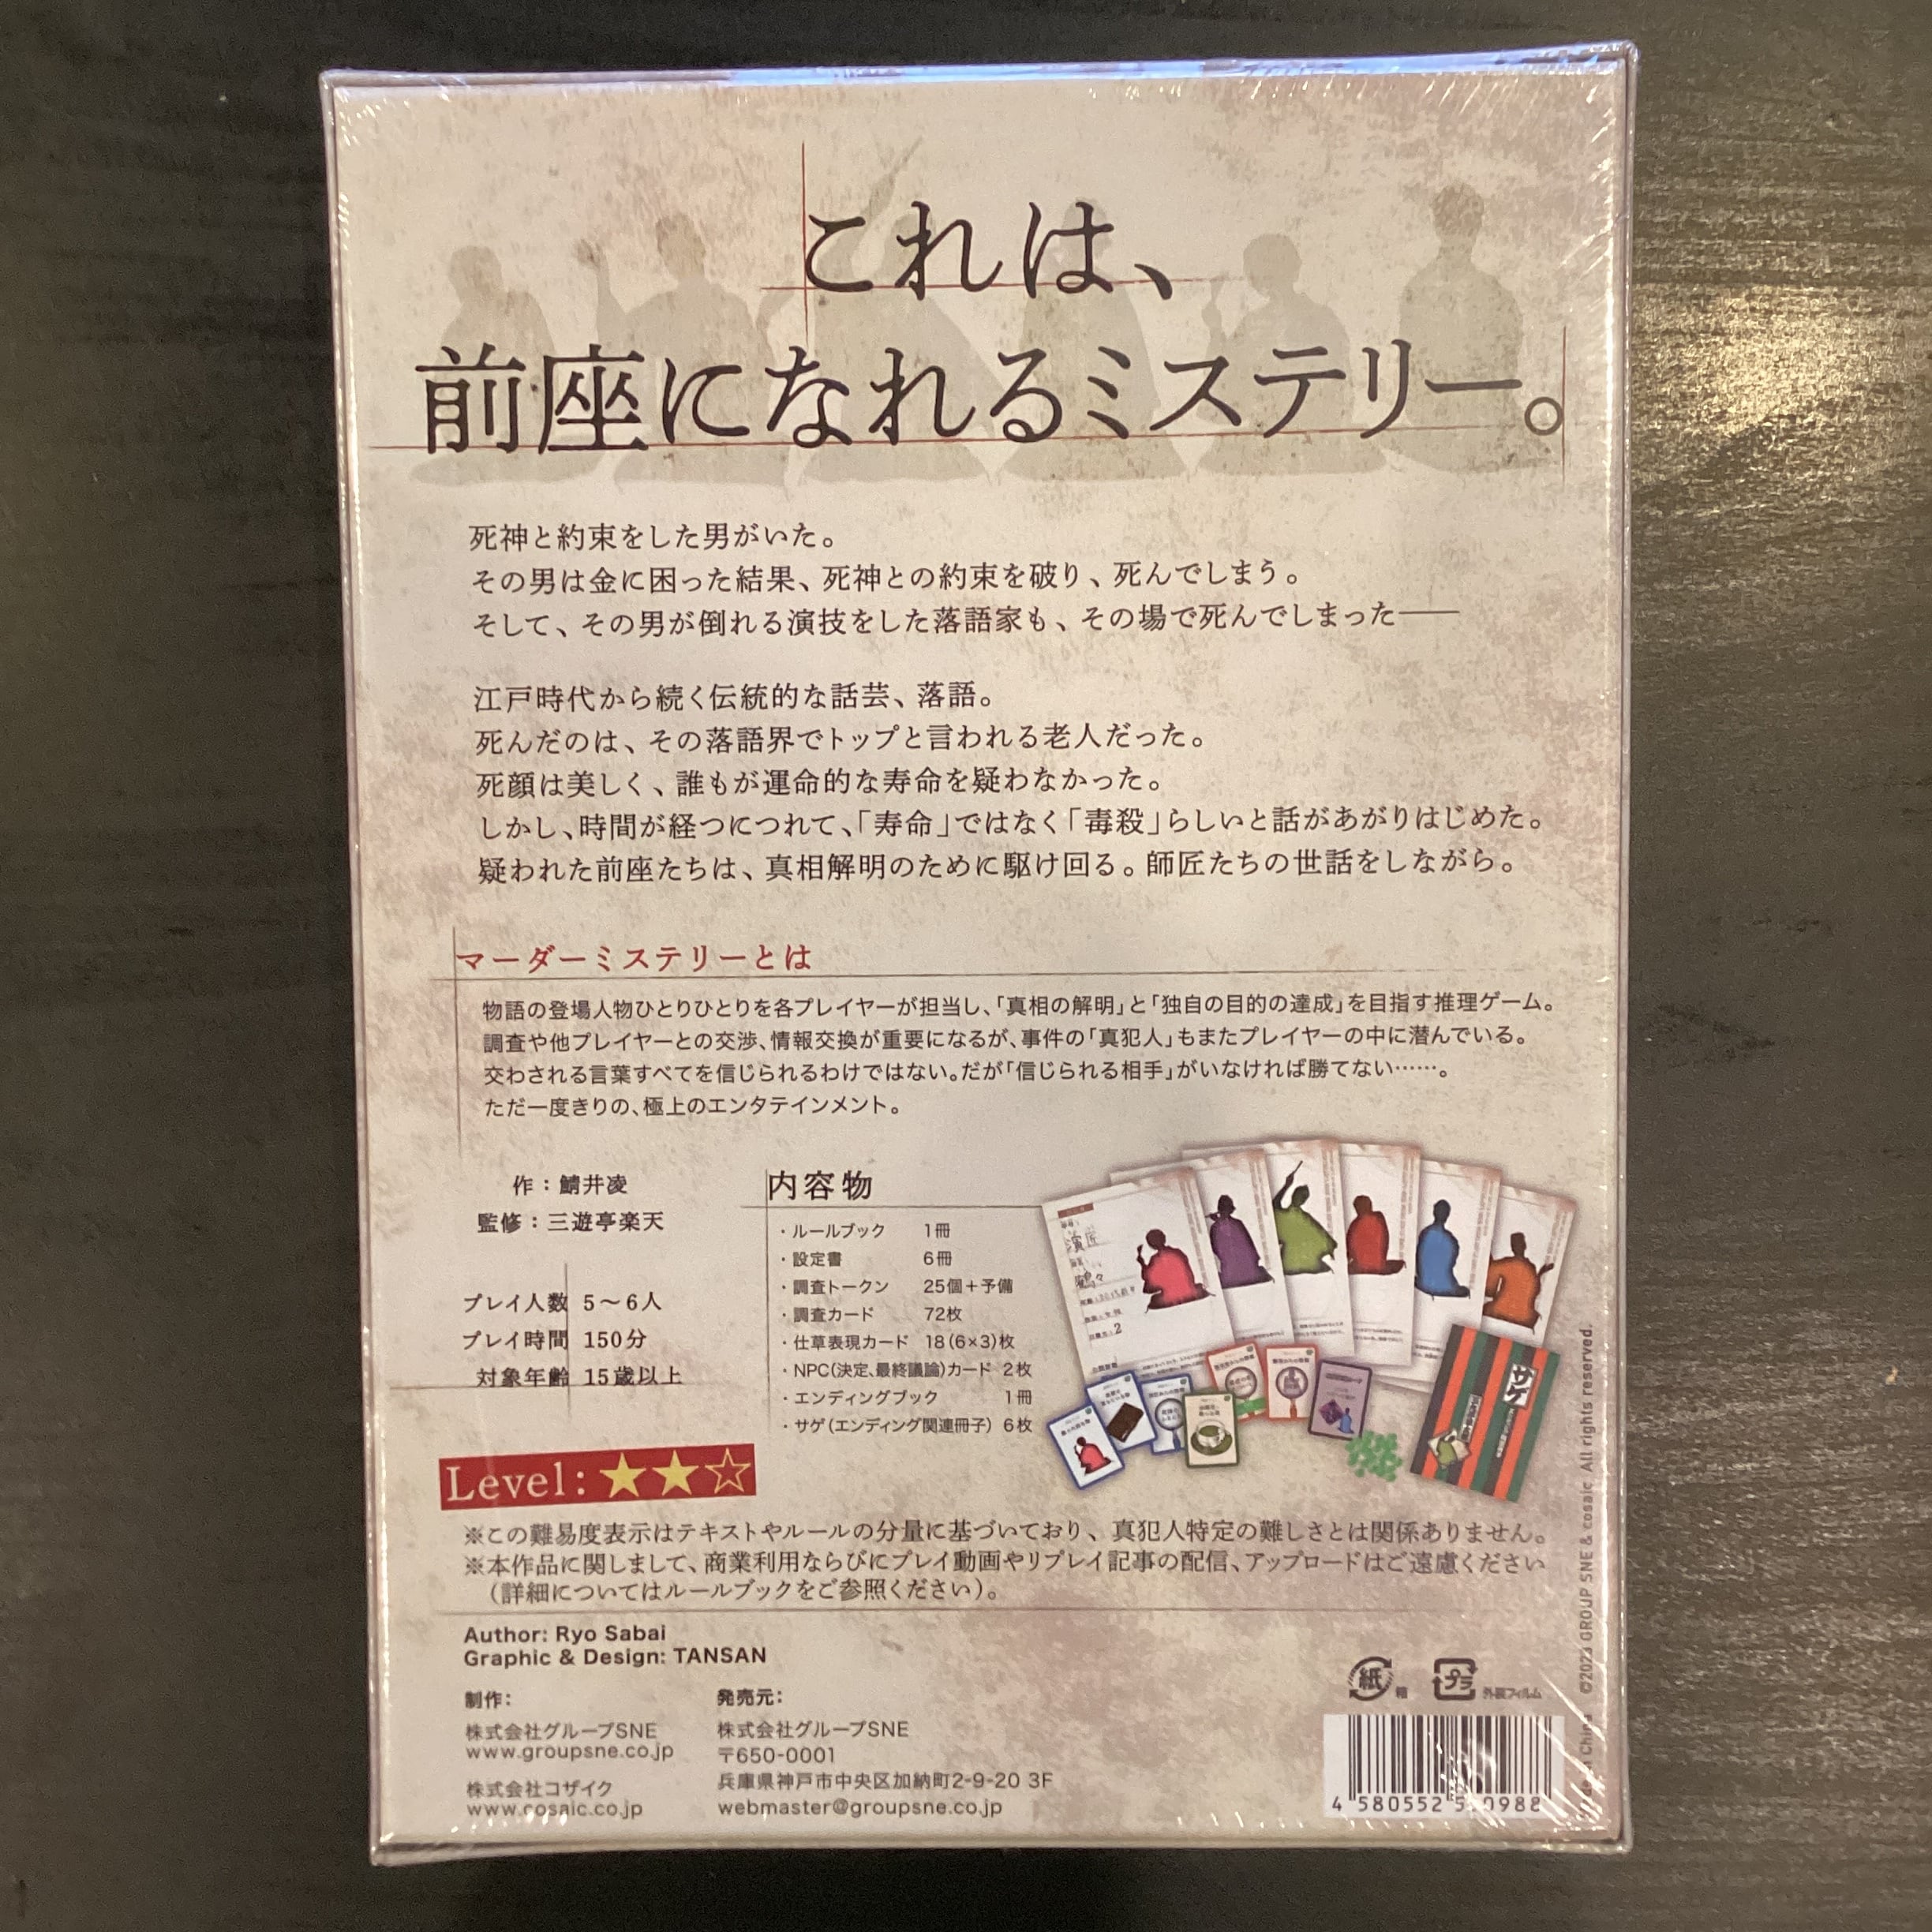 これは、
前座になれるミステリー。
死神と約束をした男がいた。
その男は金に困った結果、死神との約束を破り、死んでしまう。
そして、その男が倒れる演技をした落語家も、その場で死んでしまった──
江戸時代から続く伝統的な話芸、落語。
死んだのは、その落語界でトップと言われる老人だった。
死顔は美しく、誰もが運命的な寿命を疑わなかった。
しかし、時間が経つにつれて、「寿命」ではなく「毒殺」らしいと話があがりはじめた。
疑われた前座たちは、真相解明のために駆け回る。師匠たちの世話をしながら。
マーダーミステリーとは
物語の登場人物ひとりひとりを各プレイヤーが担当し、「真相の解明」と「独自の目的の達成」を目指す推理ゲーム。
調査や他プレイヤーとの交渉、情報交換が重要になるが、事件の「真犯人」もまたプレイヤーの中に潜んでいる。
交わされる言葉すべてを信じられるわけではない。だが「信じられる相手」がいなければ勝てない……。
ただ一度きりの、極上のエンタテインメント。
作：鯖井凌
監修：三遊亭楽天
プレイ人数 5～6人
プレイ時間 150分
対象年齢 15歳以上
内容物
・ルールブック 1冊
・設定書 6冊
・調査トークン 25個＋予備
・調査カード 72枚
・仕草表現カード 18(6×3)枚
・NPC(決定、最終議論)カード 2枚
・エンディングブック 1冊
・サゲ(エンディング関連冊子) 6枚
サゲ
Level: ★★☆
※この難易度表示はテキストやルールの分量に基づいており、真犯人特定の難しさとは関係ありません。
※本作品に関しまして、商業利用ならびにプレイ動画やリプレイ記事の配信、アップロードはご遠慮ください
（詳細についてはルールブックをご参照ください）。
Author: Ryo Sabai
Graphic & Design: TANSAN
制作：
株式会社グループSNE
www.groupsne.co.jp
株式会社コザイク
www.cosaic.co.jp
発売元：
株式会社グループSNE
〒650-0001
兵庫県神戸市中央区加納町2-9-20 3F
webmaster@groupsne.co.jp
紙 箱
プラ 外装フィルム
4 580552
©2023 GROUP SNE & cosaic All rights reserved.
China